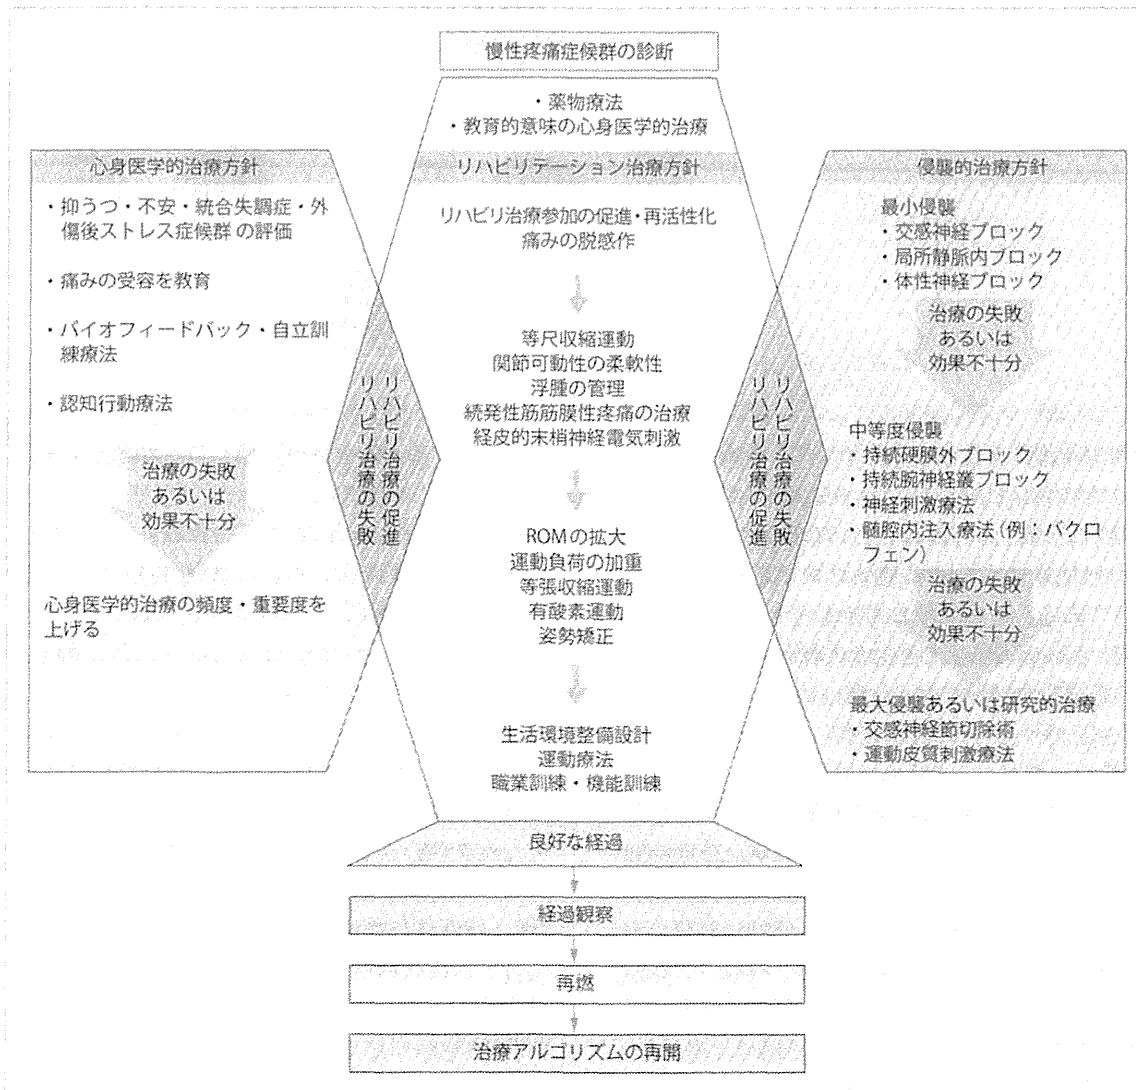 慢性疼痛症候群の診断
・薬物療法
・教育的意味の心身医学的治療
心身医学的治療方針
・抑うつ・不安・統合失調症・外
傷後ストレス症候群の評価
・痛みの受容を教育
・バイオフィードバック・自立訓
練療法
・認知行動療法
治療の失敗
あるいは
効果不十分
心身医学的治療の頻度・重要度を
上げる
リハビリ治療の促進
リハビリ治療の失敗
リハビリテーション治療方針
リハビリ治療参加の促進・再活性化
痛みの脱感作
等尺収縮運動
関節可動性の柔軟性
浮腫の管理
続発性筋筋膜性疼痛の治療
経皮的末梢神経電気刺激
ROMの拡大
運動負荷の加重
等張収縮運動
有酸素運動
姿勢矯正
生活環境整備設計
運動療法
職業訓練・機能訓練
リハビリ治療の失敗
リハビリ治療の促進
侵襲的治療方針
最小侵襲
・交感神経ブロック
・局所静脈内ブロック
・体性神経ブロック
治療の失敗
あるいは
効果不十分
中等度侵襲
・持続硬膜外ブロック
・持続腕神経叢ブロック
・神経刺激療法
・髄腔内注入療法(例:バクロ
フェン)
治療の失敗
あるいは
効果不十分
最大侵襲あるいは研究的治療
・交感神経節切除術
・運動皮質刺激療法
良好な経過
経過観察
再燃
治療アルゴリズムの再開